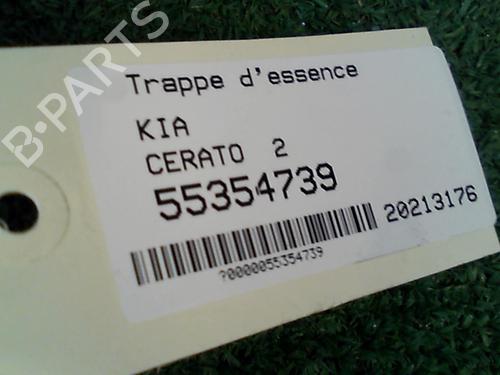 B-PARTS
Trappe d'essence
KIA
CERATO 2
55354739
20213176
?0000055354739